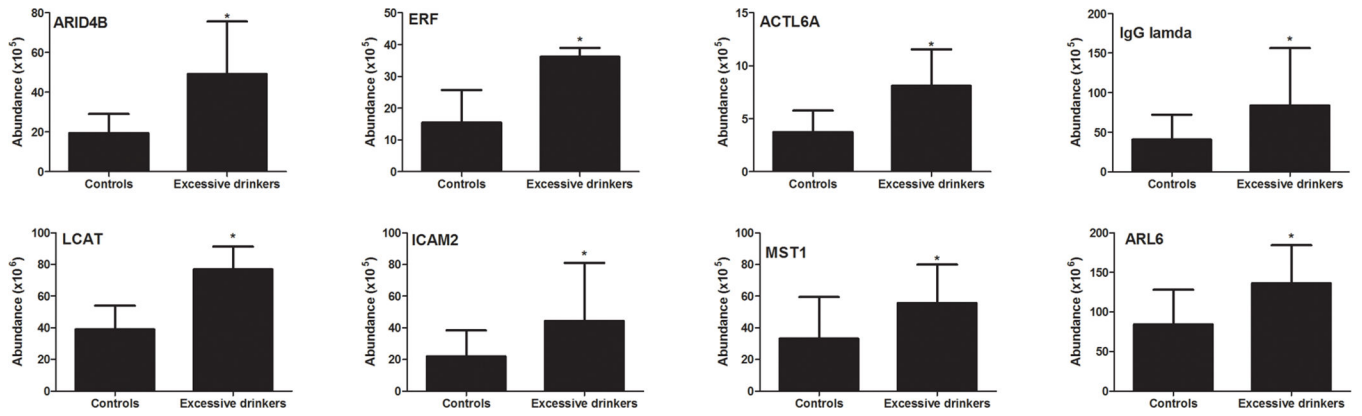 ARID4B
Abundance (x10⁵)
80
60
40
20
0
*
Controls Excessive drinkers
ERF
Abundance (x10⁵)
50
40
30
20
10
0
*
Controls Excessive drinkers
ACTL6A
Abundance (x10⁵)
15
10
5
0
*
Controls Excessive drinkers
IgG lamda
Abundance (x10⁵)
200
150
100
50
0
*
Controls Excessive drinkers
LCAT
Abundance (x10⁶)
100
80
60
40
20
0
*
Controls Excessive drinkers
ICAM2
Abundance (x10⁵)
100
80
60
40
20
0
*
Controls Excessive drinkers
MST1
Abundance (x10⁵)
100
80
60
40
20
0
*
Controls Excessive drinkers
ARL6
Abundance (x10⁶)
200
150
100
50
0
*
Controls Excessive drinkers